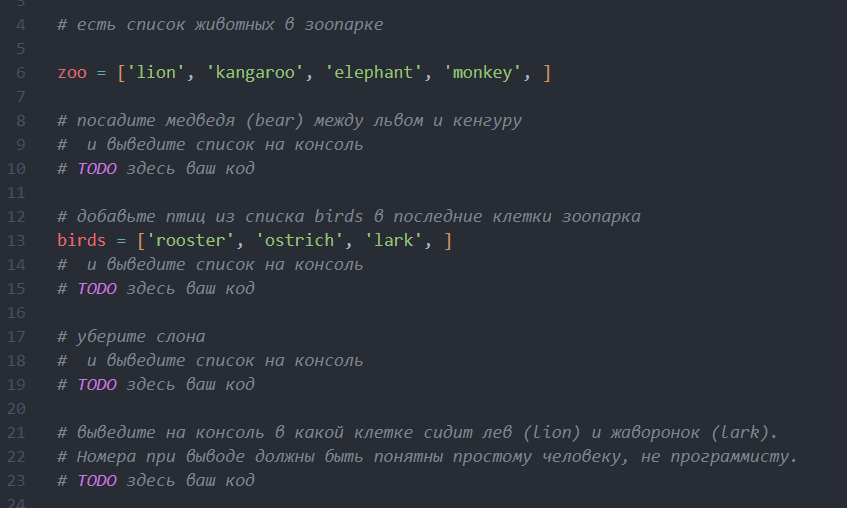 3
4 # есть список животных в зоопарке
5
6 zoo = ['lion', 'kangaroo', 'elephant', 'monkey', ]
7
8 # посадите медведя (bear) между львом и кенгуру
9 #  и выведите список на консоль
10 # TODO здесь ваш код
11
12 # добавьте птиц из списка birds в последние клетки зоопарка
13 birds = ['rooster', 'ostrich', 'lark', ]
14 #  и выведите список на консоль
15 # TODO здесь ваш код
16
17 # уберите слона
18 #  и выведите список на консоль
19 # TODO здесь ваш код
20
21 # выведите на консоль в какой клетке сидит лев (lion) и жаворонок (lark).
22 # Номера при выводе должны быть понятны простому человеку, не программисту.
23 # TODO здесь ваш код
24